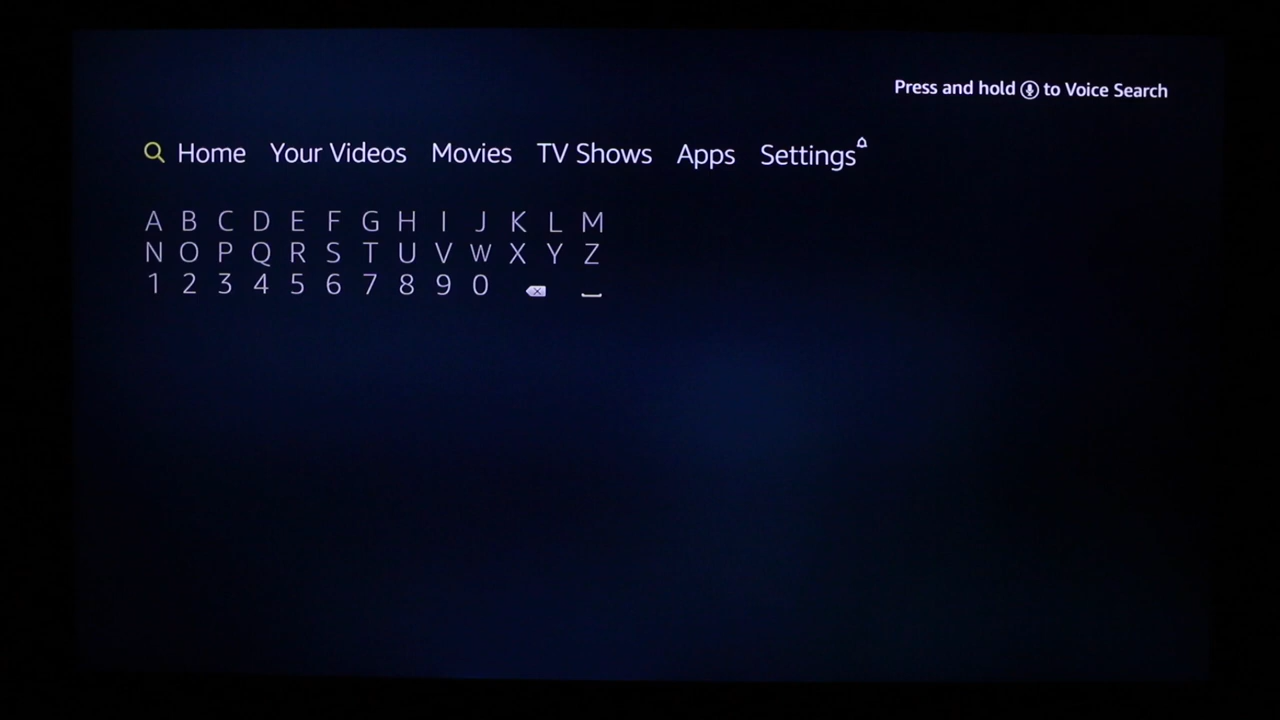 Press and hold to Voice Search
Home Your Videos Movies TV Shows Apps Settings
A B C D E F G H I J K L M
N O P Q R S T U V W X Y Z
1 2 3 4 5 6 7 8 9 0